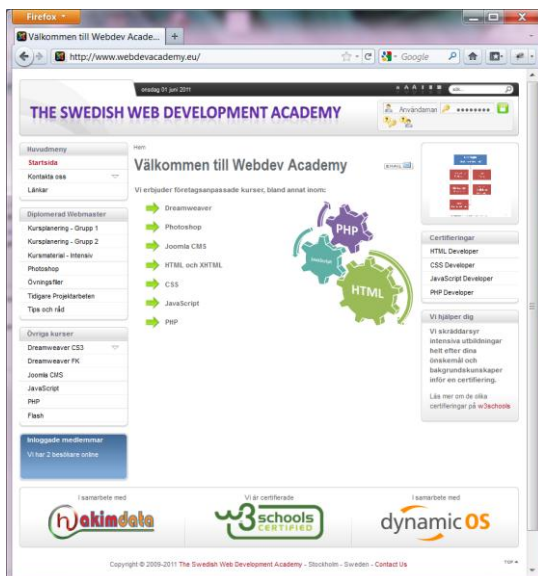 Firefox
Välkommen till Webdev Acade...
http://www.webdevacademy.eu/
Google
onsdag 01 juni 2011
sök...
THE SWEDISH WEB DEVELOPMENT ACADEMY
Användarnan
Huvudmeny
Startsida
Kontakta oss
Länkar
Diplomerad Webmaster
Kursplanering - Grupp 1
Kursplanering - Grupp 2
Kursmaterial - Intensiv
Photoshop
Övningsfiler
Tidigare Projektarbeten
Tips och råd
Övriga kurser
Dreamweaver CS3
Dreamweaver FK
Joomla CMS
JavaScript
PHP
Flash
Inloggade medlemmar
Vi har 2 besökare online
Hem
Välkommen till Webdev Academy
Vi erbjuder företagsanpassade kurser, bland annat inom:
Dreamweaver
Photoshop
Joomla CMS
HTML och XHTML
CSS
JavaScript
PHP
PHP
JavaScript
HTML
Certifieringar
HTML Developer
CSS Developer
JavaScript Developer
PHP Developer
Vi hjälper dig
Vi skräddarsyr
intensiva utbildningar
helt efter dina
önskemål och
bakgrundskunskaper
inför en certifiering.
Läs mer om de olika
certifieringar på w3schools
I samarbete med
hakimdata
Vi är certifierade
w3schools
CERTIFIED
I samarbete med
dynamic OS
Copyright © 2009-2011 The Swedish Web Development Academy - Stockholm - Sweden - Contact Us
TOP